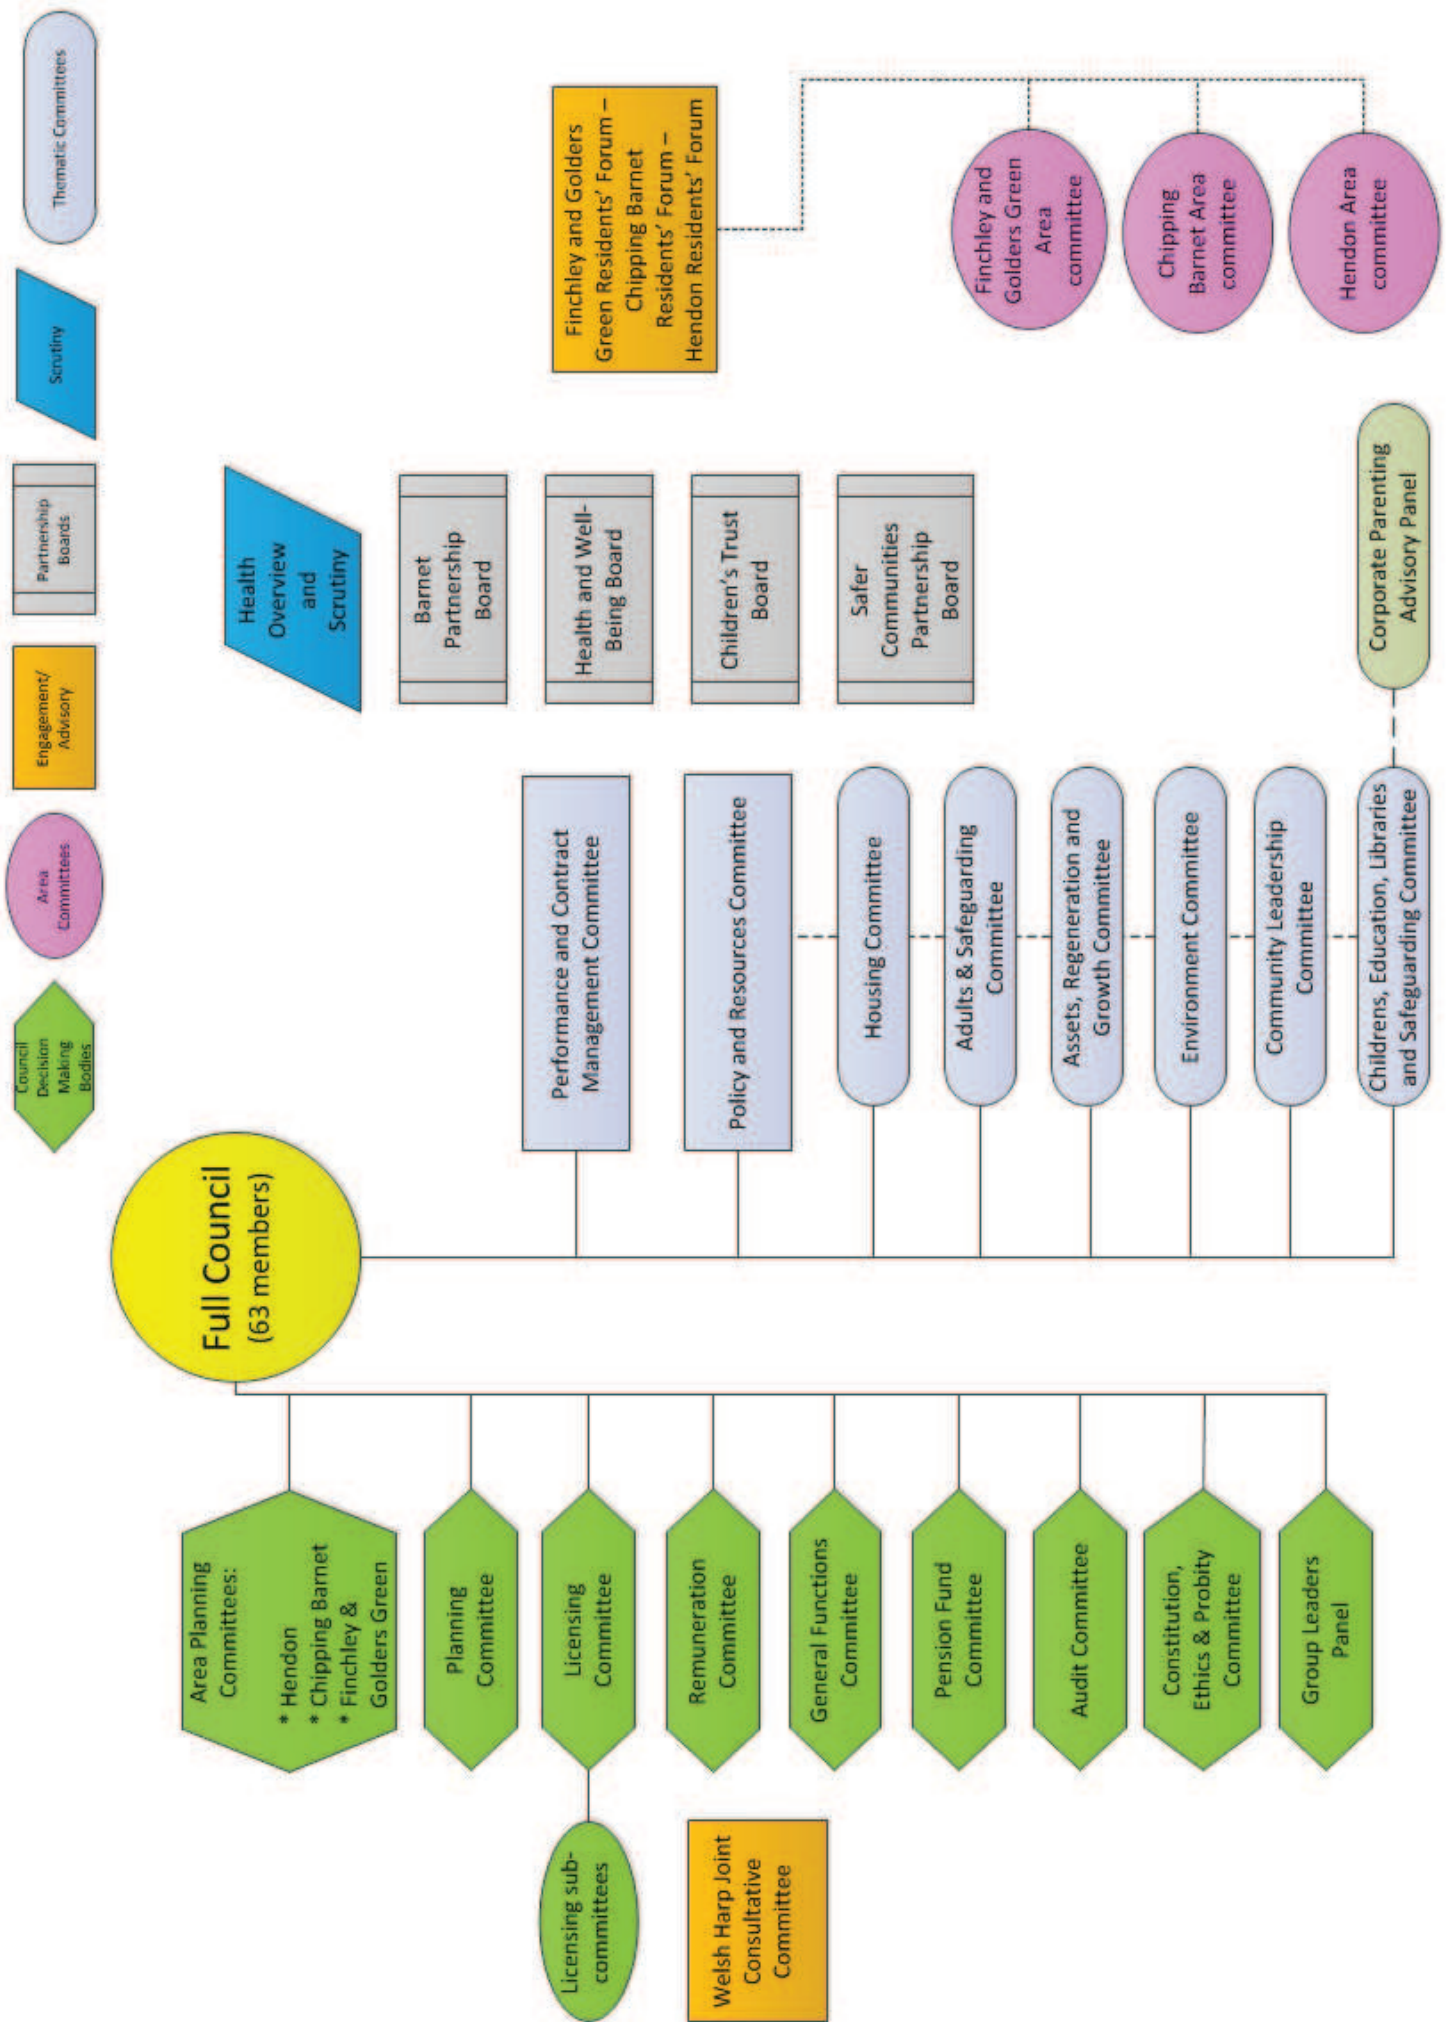 Council
Decision
Making
Bodies
Area
Committees
Engagement/
Advisory
Partnership
Boards
Scrutiny
Thematic Committees
Full Council
(63 members)
Area Planning
Committees:
* Hendon
* Chipping Barnet
* Finchley &
Golders Green
Planning
Committee
Licensing
Committee
Licensing sub-
committees
Remuneration
Committee
General Functions
Committee
Pension Fund
Committee
Audit Committee
Constitution,
Ethics & Probity
Committee
Group Leaders
Panel
Welsh Harp Joint
Consultative
Committee
Performance and Contract
Management Committee
Policy and Resources Committee
Housing Committee
Adults & Safeguarding
Committee
Assets, Regeneration and
Growth Committee
Environment Committee
Community Leadership
Committee
Childrens, Education, Libraries
and Safeguarding Committee
Corporate Parenting
Advisory Panel
Health
Overview
and
Scrutiny
Barnet
Partnership
Board
Health and Well-
Being Board
Children's Trust
Board
Safer
Communities
Partnership
Board
Finchley and Golders
Green Residents' Forum –
Chipping Barnet
Residents' Forum –
Hendon Residents' Forum
Finchley and
Golders Green
Area
committee
Chipping
Barnet Area
committee
Hendon Area
committee